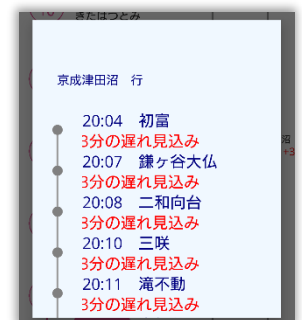 きたはつとみ
京成津田沼　行
20:04　初富
3分の遅れ見込み
20:07　鎌ヶ谷大仏
3分の遅れ見込み
20:08　二和向台
3分の遅れ見込み
20:10　三咲
3分の遅れ見込み
20:11　滝不動
3分の遅れ見込み
沼
+3